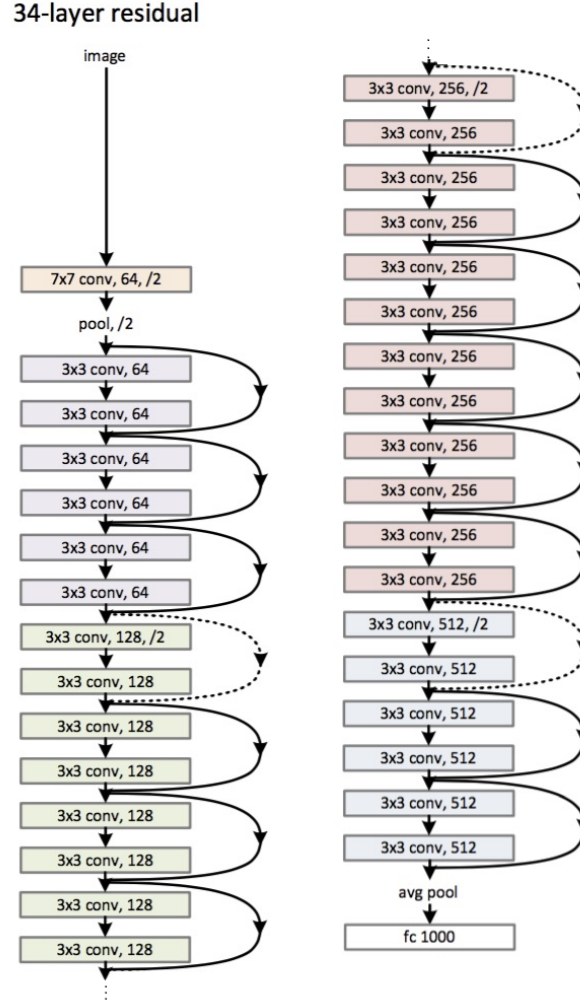 34-layer residual
image
7x7 conv, 64, /2
pool, /2
3x3 conv, 64
3x3 conv, 64
3x3 conv, 64
3x3 conv, 64
3x3 conv, 64
3x3 conv, 64
3x3 conv, 128, /2
3x3 conv, 128
3x3 conv, 128
3x3 conv, 128
3x3 conv, 128
3x3 conv, 128
3x3 conv, 128
3x3 conv, 128
3x3 conv, 256, /2
3x3 conv, 256
3x3 conv, 256
3x3 conv, 256
3x3 conv, 256
3x3 conv, 256
3x3 conv, 256
3x3 conv, 256
3x3 conv, 256
3x3 conv, 256
3x3 conv, 256
3x3 conv, 256
3x3 conv, 512, /2
3x3 conv, 512
3x3 conv, 512
3x3 conv, 512
3x3 conv, 512
3x3 conv, 512
avg pool
fc 1000